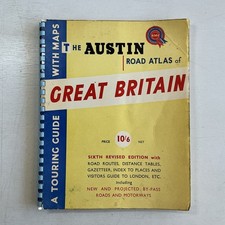 THE AUSTIN
ROAD ATLAS of
GREAT BRITAIN
PRICE 10/6 NET
SIXTH REVISED EDITION with
ROAD ROUTES, DISTANCE TABLES,
GAZETTEER, INDEX TO PLACES AND
VISITORS GUIDE TO LONDON, ETC.
including
NEW AND PROJECTED BY-PASS
ROADS AND MOTORWAYS
A TOURING GUIDE WITH MAPS